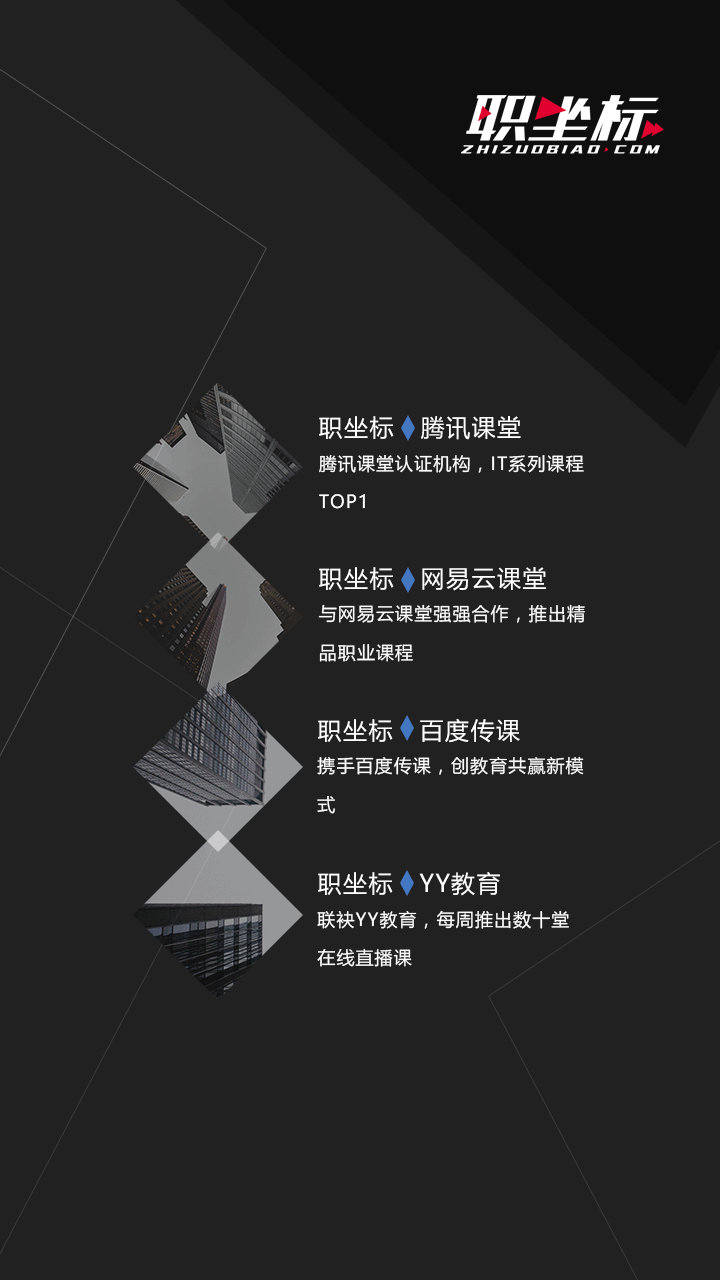 职坐标
ZHIZUOBIAO.COM
职坐标 腾讯课堂
腾讯课堂认证机构，IT系列课程
TOP1
职坐标 网易云课堂
与网易云课堂强强合作，推出精
品职业课程
职坐标 百度传课
携手百度传课，创教育共赢新模
式
职坐标 YY教育
联袂YY教育，每周推出数十堂
在线直播课